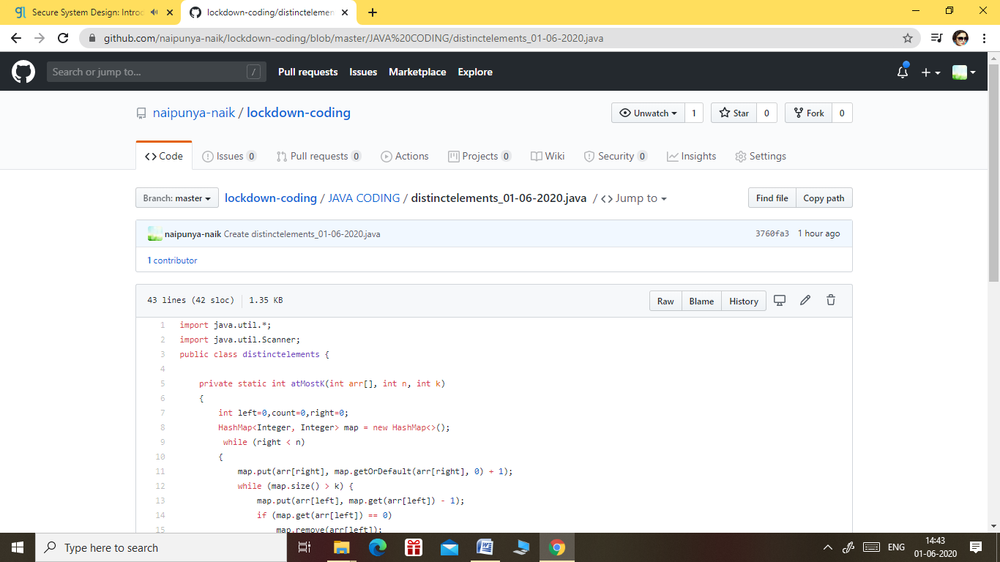 Secure System Design: Introd
lockdown-coding/distinctelemen
github.com/naipunya-naik/lockdown-coding/blob/master/JAVA%20CODING/distinctelements_01-06-2020.java
Search or jump to... / Pull requests Issues Marketplace Explore
naipunya-naik / lockdown-coding Unwatch 1 Star 0 Fork 0
Code Issues 0 Pull requests 0 Actions Projects 0 Wiki Security 0 Insights Settings
Branch: master lockdown-coding / JAVA CODING / distinctelements_01-06-2020.java / <> Jump to Find file Copy path
naipunya-naik Create distinctelements_01-06-2020.java 3760fa3 1 hour ago
1 contributor
43 lines (42 sloc) 1.35 KB Raw Blame History
1 import java.util.*;
2 import java.util.Scanner;
3 public class distinctelements {
4
5 private static int atMostK(int arr[], int n, int k)
6 {
7 int left=0,count=0,right=0;
8 HashMap<Integer, Integer> map = new HashMap<>();
9 while (right < n)
10 {
11 map.put(arr[right], map.getOrDefault(arr[right], 0) + 1);
12 while (map.size() > k) {
13 map.put(arr[left], map.get(arr[left]) - 1);
14 if (map.get(arr[left]) == 0)
15 map.remove(arr[left]);
Type here to search ENG 14:43
01-06-2020